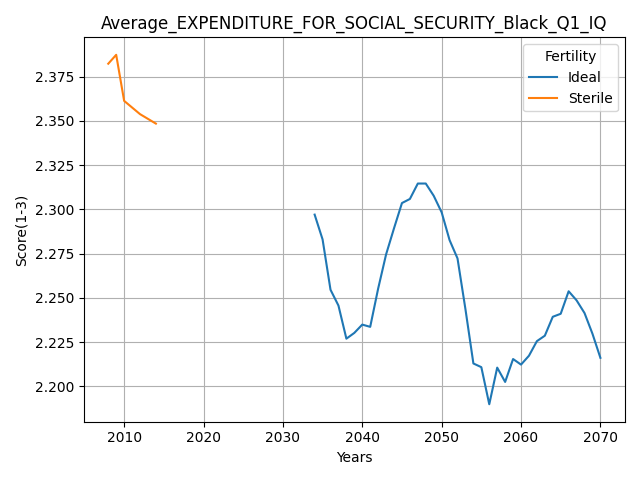 Average_EXPENDITURE_FOR_SOCIAL_SECURITY_Black_Q1_IQ
Fertility
Ideal
Sterile
2.375
2.350
2.325
2.300
2.275
2.250
2.225
2.200
Score(1-3)
2010 2020 2030 2040 2050 2060 2070
Years